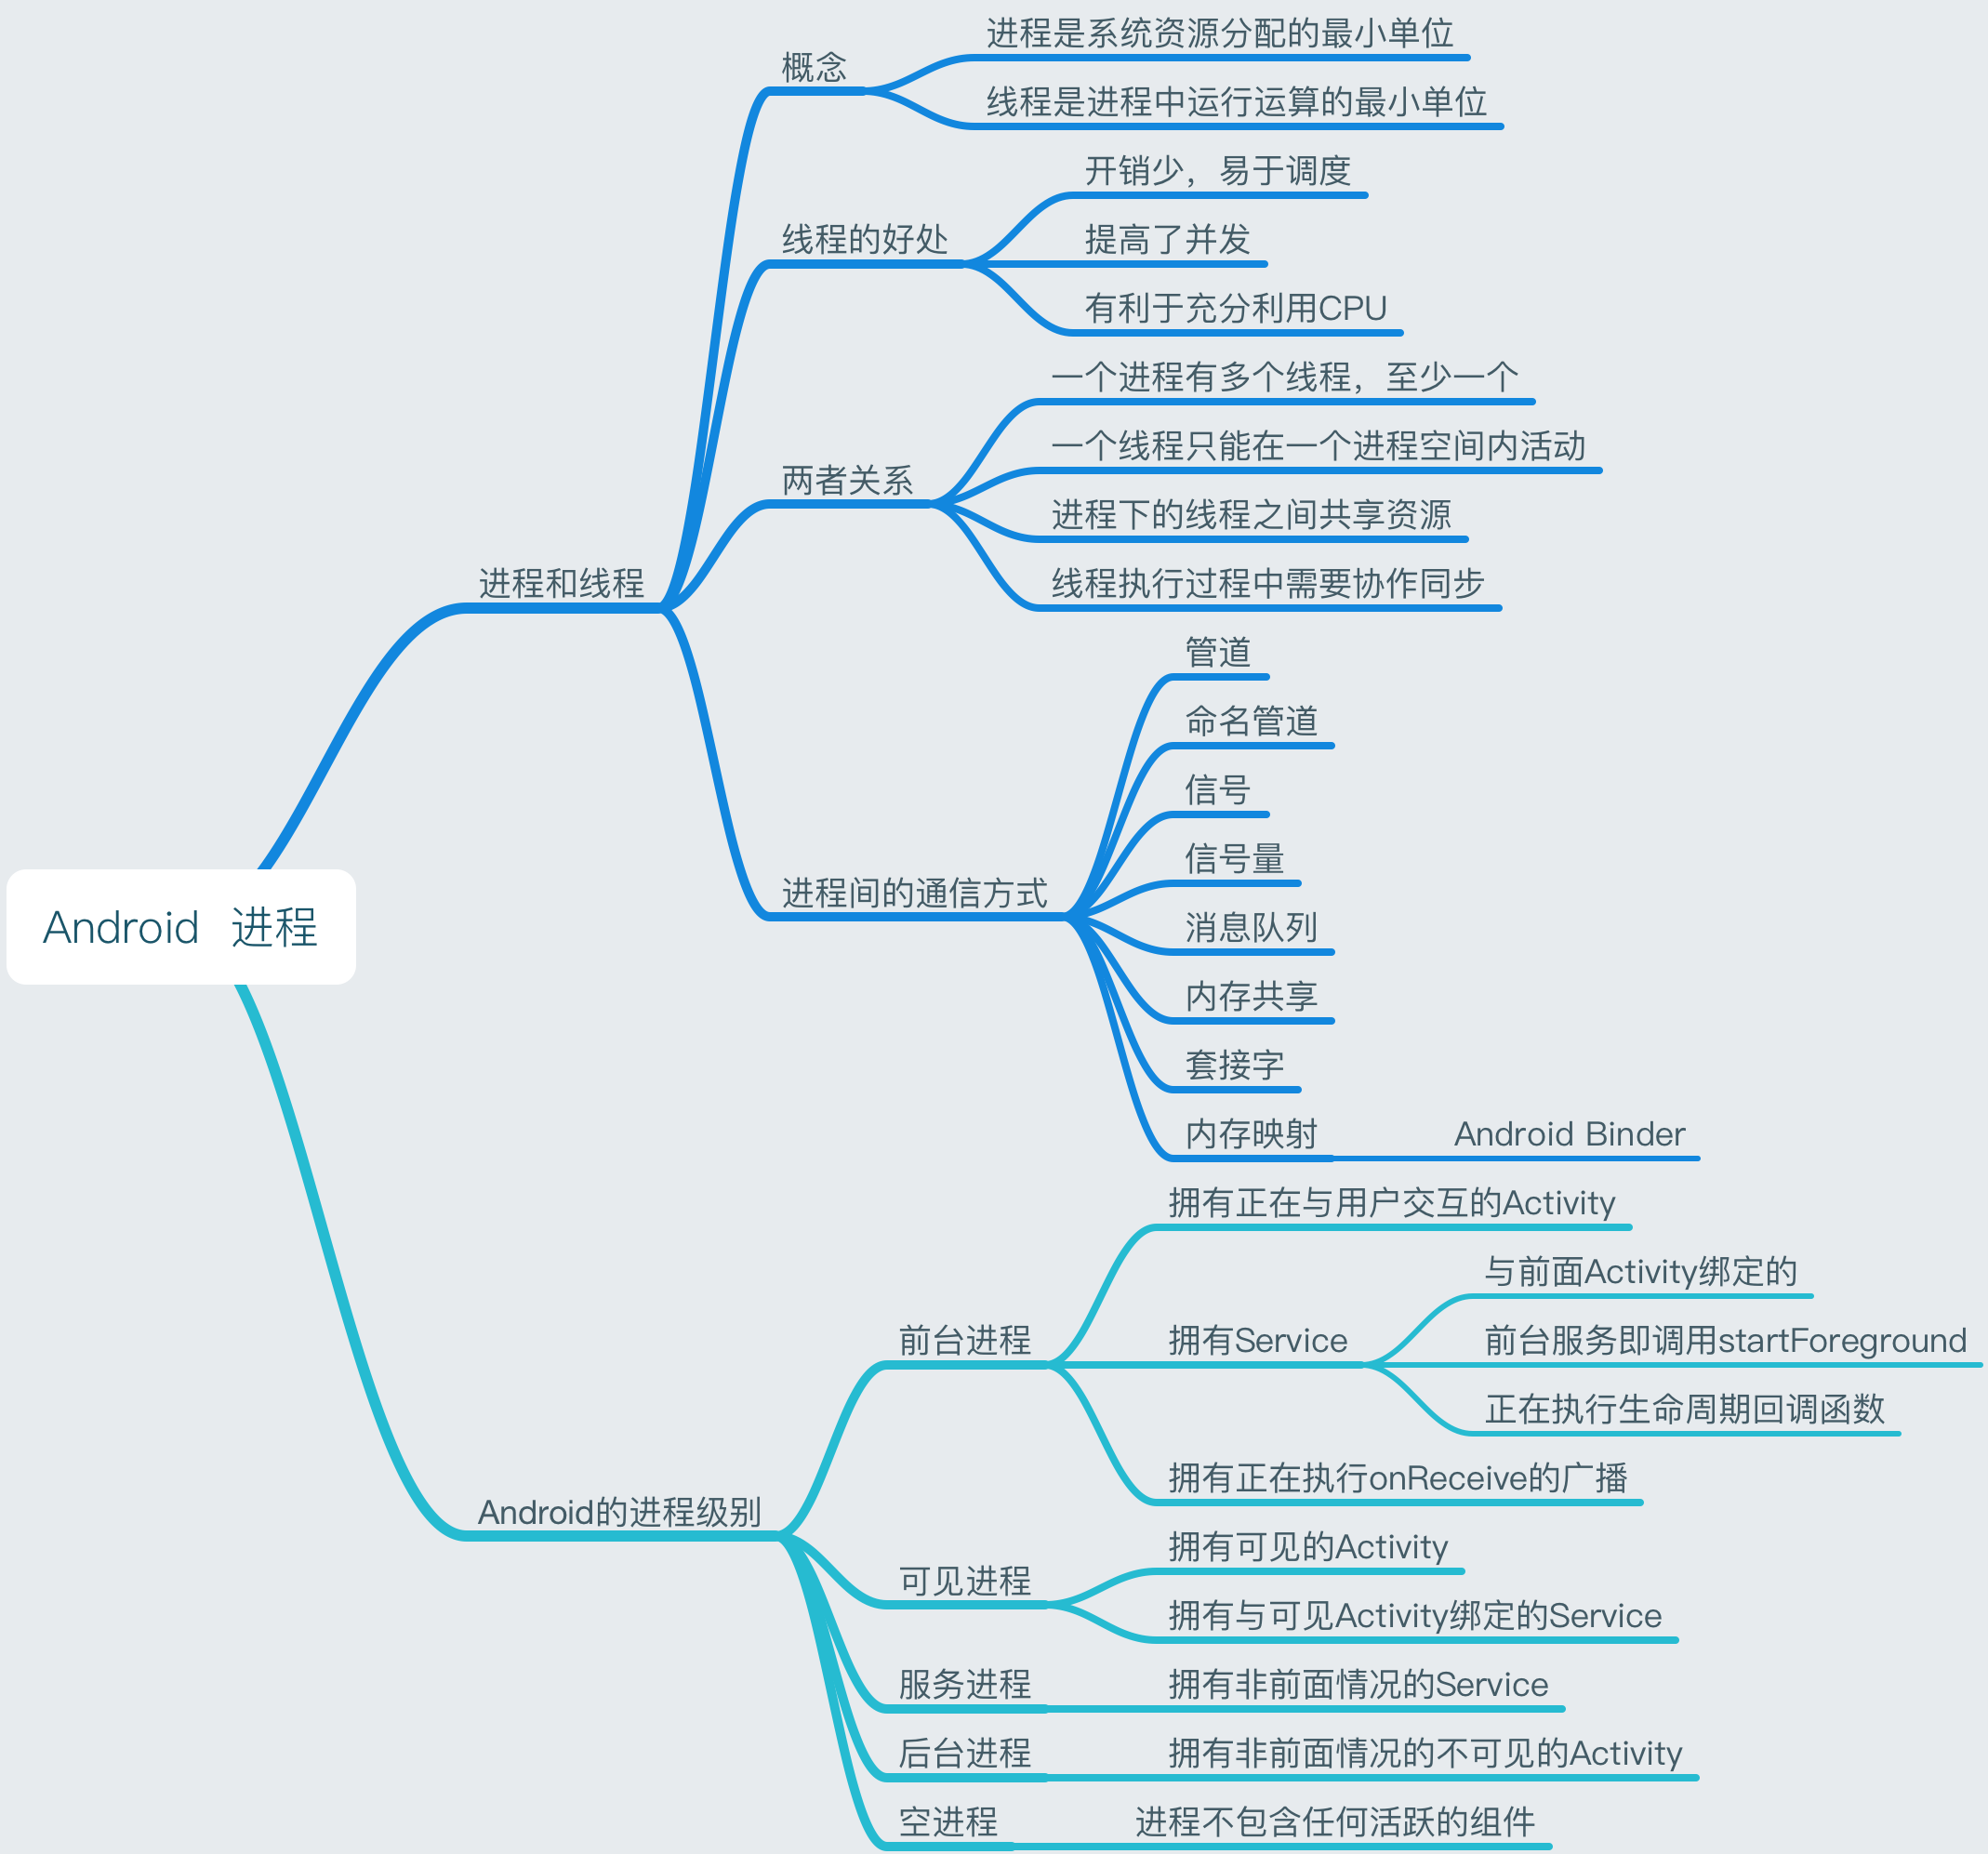 Android 进程
进程和线程
概念
进程是系统资源分配的最小单位
线程是进程中运行运算的最小单位
线程的好处
开销少，易于调度
提高了并发
有利于充分利用CPU
两者关系
一个进程有多个线程，至少一个
一个线程只能在一个进程空间内活动
进程下的线程之间共享资源
线程执行过程中需要协作同步
进程间的通信方式
管道
命名管道
信号
信号量
消息队列
内存共享
套接字
内存映射
Android Binder
Android的进程级别
前台进程
拥有正在与用户交互的Activity
拥有Service
与前面Activity绑定的
前台服务即调用startForeground
正在执行生命周期回调函数
拥有正在执行onReceive的广播
可见进程
拥有可见的Activity
拥有与可见Activity绑定的Service
服务进程
拥有非前面情况的Service
后台进程
拥有非前面情况的不可见的Activity
空进程
进程不包含任何活跃的组件